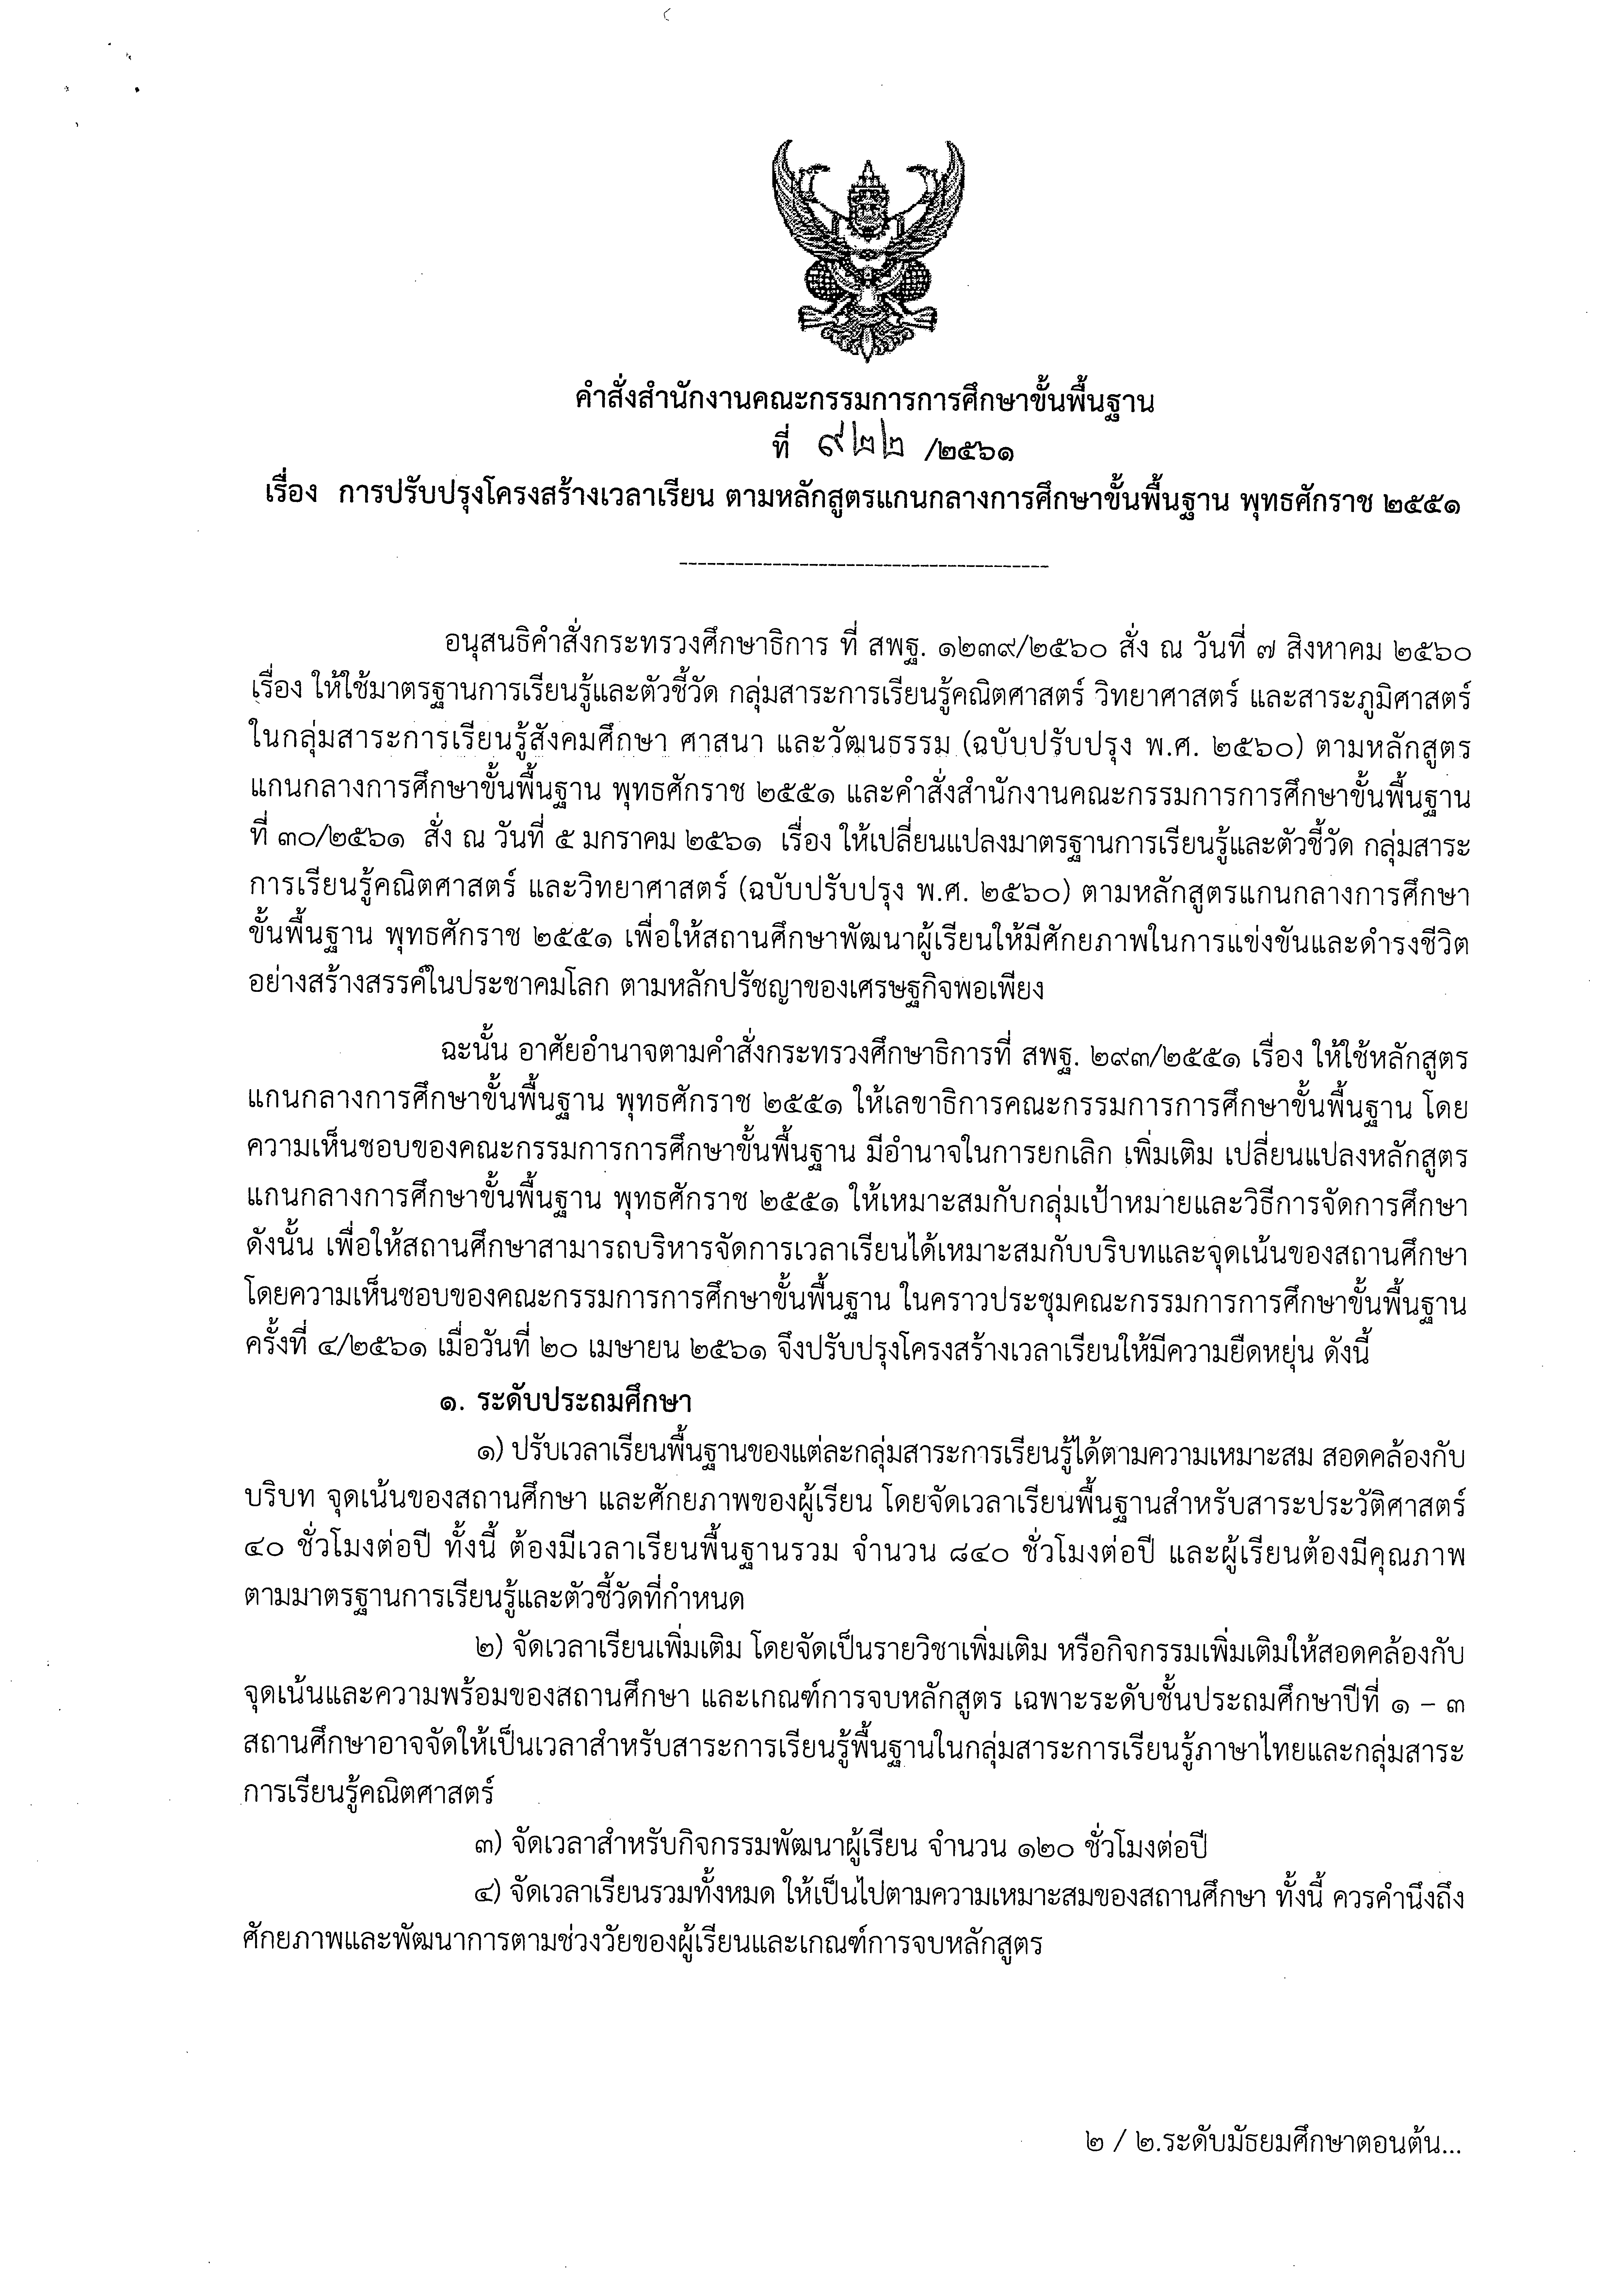 คำสั่งสำนักงานคณะกรรมการการศึกษาขั้นพื้นฐาน
ที่ ๙๒๒ /๒๕๖๑
เรื่อง การปรับปรุงโครงสร้างเวลาเรียน ตามหลักสูตรแกนกลางการศึกษาขั้นพื้นฐาน พุทธศักราช ๒๕๕๑
----------------------------------------
อนุสนธิคำสั่งกระทรวงศึกษาธิการ ที่ สพฐ. ๑๒๓๙/๒๕๖๐ สั่ง ณ วันที่ ๗ สิงหาคม ๒๕๖๐
เรื่อง ให้ใช้มาตรฐานการเรียนรู้และตัวชี้วัด กลุ่มสาระการเรียนรู้คณิตศาสตร์ วิทยาศาสตร์ และสาระภูมิศาสตร์
ในกลุ่มสาระการเรียนรู้สังคมศึกษา ศาสนา และวัฒนธรรม (ฉบับปรับปรุง พ.ศ. ๒๕๖๐) ตามหลักสูตร
แกนกลางการศึกษาขั้นพื้นฐาน พุทธศักราช ๒๕๕๑ และคำสั่งสำนักงานคณะกรรมการการศึกษาขั้นพื้นฐาน
ที่ ๓๐/๒๕๖๑ สั่ง ณ วันที่ ๕ มกราคม ๒๕๖๑ เรื่อง ให้เปลี่ยนแปลงมาตรฐานการเรียนรู้และตัวชี้วัด กลุ่มสาระ
การเรียนรู้คณิตศาสตร์ และวิทยาศาสตร์ (ฉบับปรับปรุง พ.ศ. ๒๕๖๐) ตามหลักสูตรแกนกลางการศึกษา
ขั้นพื้นฐาน พุทธศักราช ๒๕๕๑ เพื่อให้สถานศึกษาพัฒนาผู้เรียนให้มีศักยภาพในการแข่งขันและดำรงชีวิต
อย่างสร้างสรรค์ในประชาคมโลก ตามหลักปรัชญาของเศรษฐกิจพอเพียง
ฉะนั้น อาศัยอำนาจตามคำสั่งกระทรวงศึกษาธิการที่ สพฐ. ๒๙๓/๒๕๕๑ เรื่อง ให้ใช้หลักสูตร
แกนกลางการศึกษาขั้นพื้นฐาน พุทธศักราช ๒๕๕๑ ให้เลขาธิการคณะกรรมการการศึกษาขั้นพื้นฐาน โดย
ความเห็นชอบของคณะกรรมการการศึกษาขั้นพื้นฐาน มีอำนาจในการยกเลิก เพิ่มเติม เปลี่ยนแปลงหลักสูตร
แกนกลางการศึกษาขั้นพื้นฐาน พุทธศักราช ๒๕๕๑ ให้เหมาะสมกับกลุ่มเป้าหมายและวิธีการจัดการศึกษา
ดังนั้น เพื่อให้สถานศึกษาสามารถบริหารจัดการเวลาเรียนได้เหมาะสมกับบริบทและจุดเน้นของสถานศึกษา
โดยความเห็นชอบของคณะกรรมการการศึกษาขั้นพื้นฐาน ในคราวประชุมคณะกรรมการการศึกษาขั้นพื้นฐาน
ครั้งที่ ๔/๒๕๖๑ เมื่อวันที่ ๒๐ เมษายน ๒๕๖๑ จึงปรับปรุงโครงสร้างเวลาเรียนให้มีความยืดหยุ่น ดังนี้
๑. ระดับประถมศึกษา
๑) ปรับเวลาเรียนพื้นฐานของแต่ละกลุ่มสาระการเรียนรู้ได้ตามความเหมาะสม สอดคล้องกับ
บริบท จุดเน้นของสถานศึกษา และศักยภาพของผู้เรียน โดยจัดเวลาเรียนพื้นฐานสำหรับสาระประวัติศาสตร์
๔๐ ชั่วโมงต่อปี ทั้งนี้ ต้องมีเวลาเรียนพื้นฐานรวม จำนวน ๘๔๐ ชั่วโมงต่อปี และผู้เรียนต้องมีคุณภาพ
ตามมาตรฐานการเรียนรู้และตัวชี้วัดที่กำหนด
๒) จัดเวลาเรียนเพิ่มเติม โดยจัดเป็นรายวิชาเพิ่มเติม หรือกิจกรรมเพิ่มเติมให้สอดคล้องกับ
จุดเน้นและความพร้อมของสถานศึกษา และเกณฑ์การจบหลักสูตร เฉพาะระดับชั้นประถมศึกษาปีที่ ๑ – ๓
สถานศึกษาอาจจัดให้เป็นเวลาสำหรับสาระการเรียนรู้พื้นฐานในกลุ่มสาระการเรียนรู้ภาษาไทยและกลุ่มสาระ
การเรียนรู้คณิตศาสตร์
๓) จัดเวลาสำหรับกิจกรรมพัฒนาผู้เรียน จำนวน ๑๒๐ ชั่วโมงต่อปี
๔) จัดเวลาเรียนรวมทั้งหมด ให้เป็นไปตามความเหมาะสมของสถานศึกษา ทั้งนี้ ควรคำนึงถึง
ศักยภาพและพัฒนาการตามช่วงวัยของผู้เรียนและเกณฑ์การจบหลักสูตร
๒ / ๒.ระดับมัธยมศึกษาตอนต้น...